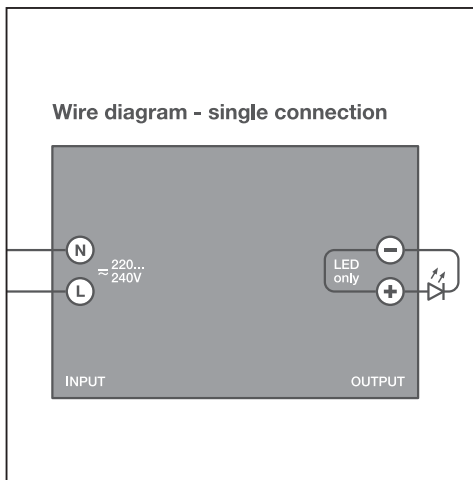 Wire diagram - single connection
N
≂ 220...
240V
L
LED
only
−
+
INPUT
OUTPUT